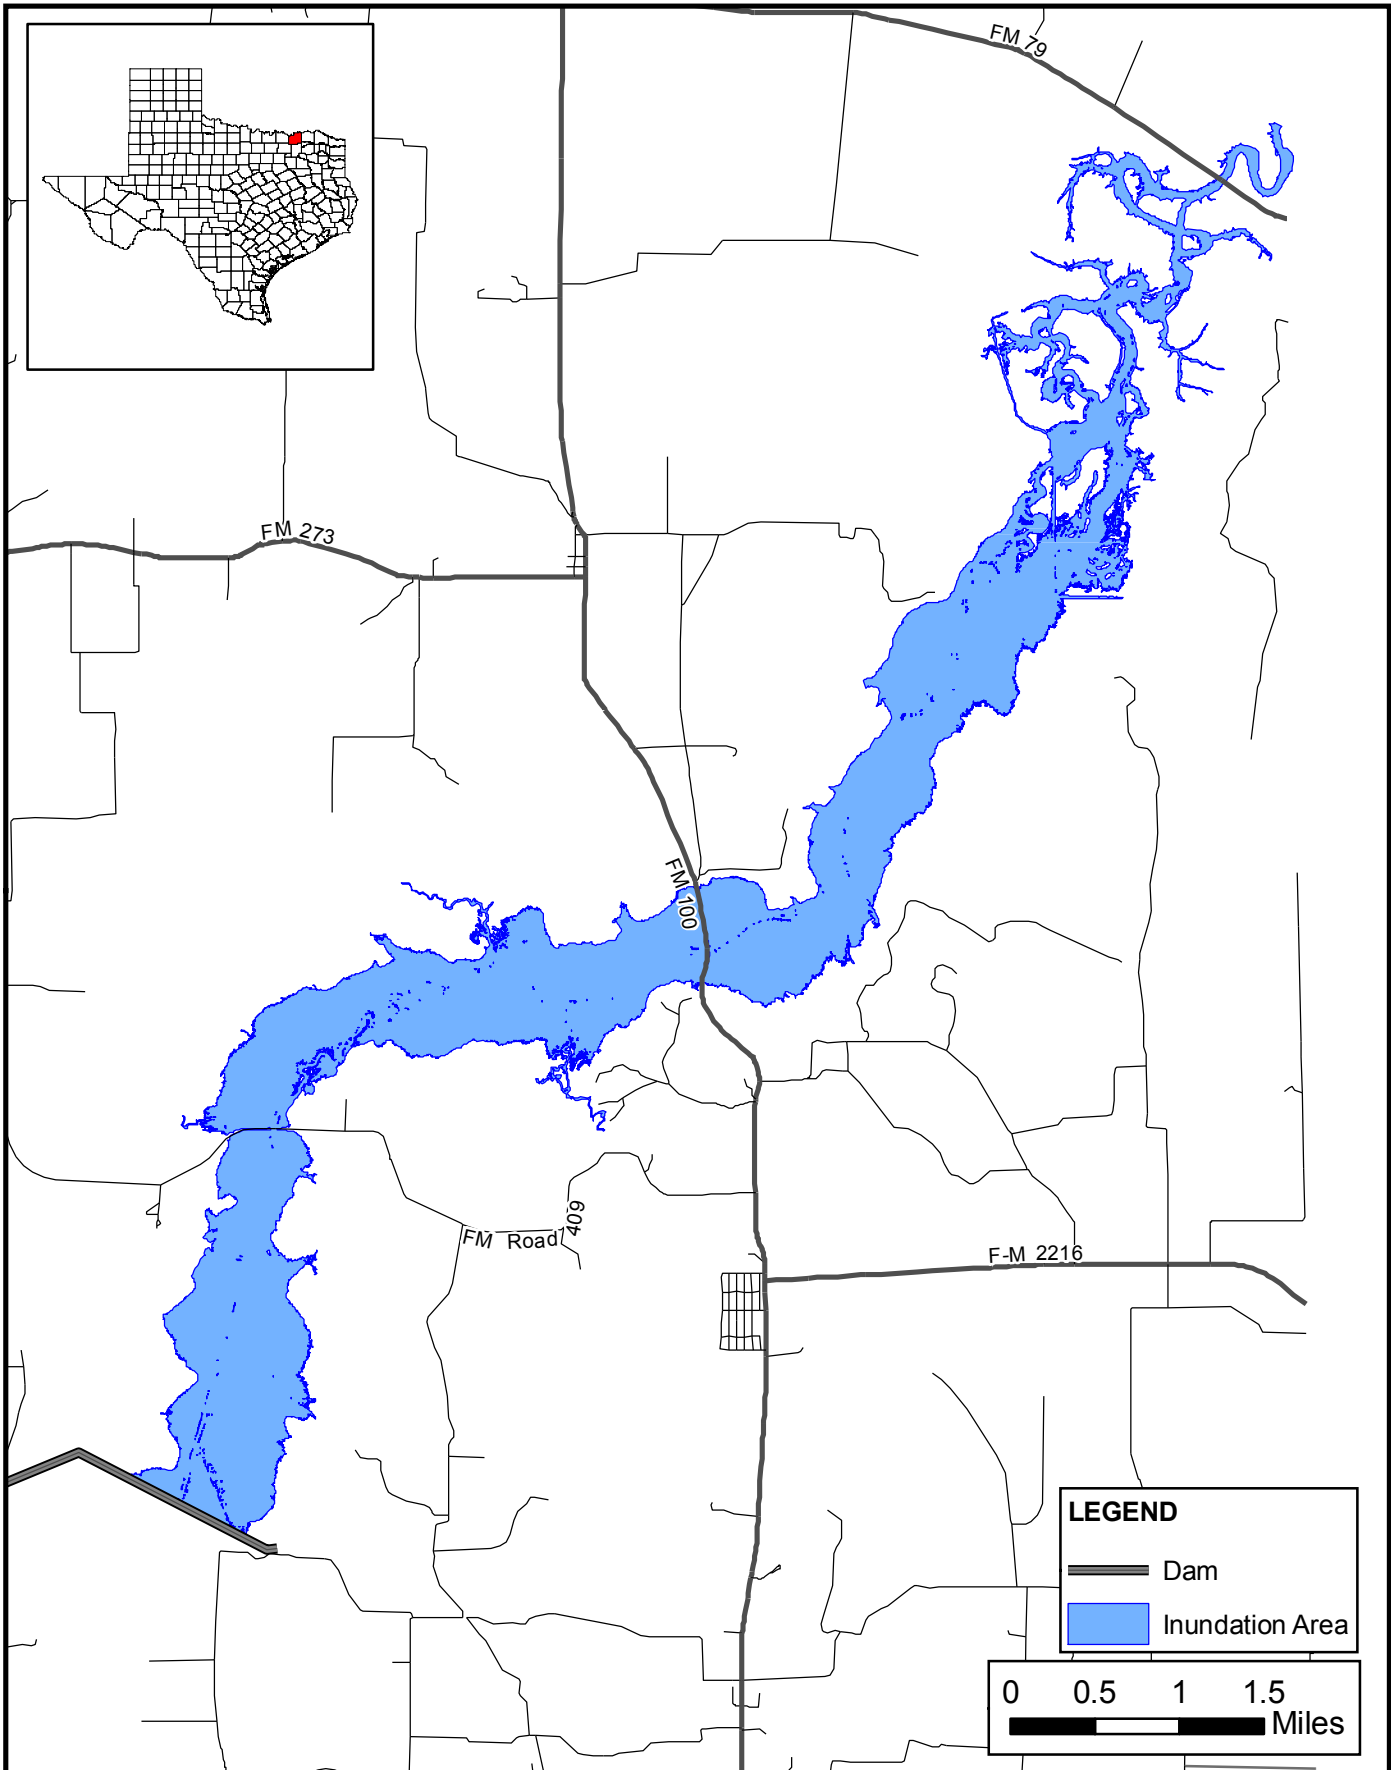 FM 79
FM 273
FM 100
FM Road 409
F-M 2216
LEGEND
Dam
Inundation Area
0 0.5 1 1.5
Miles